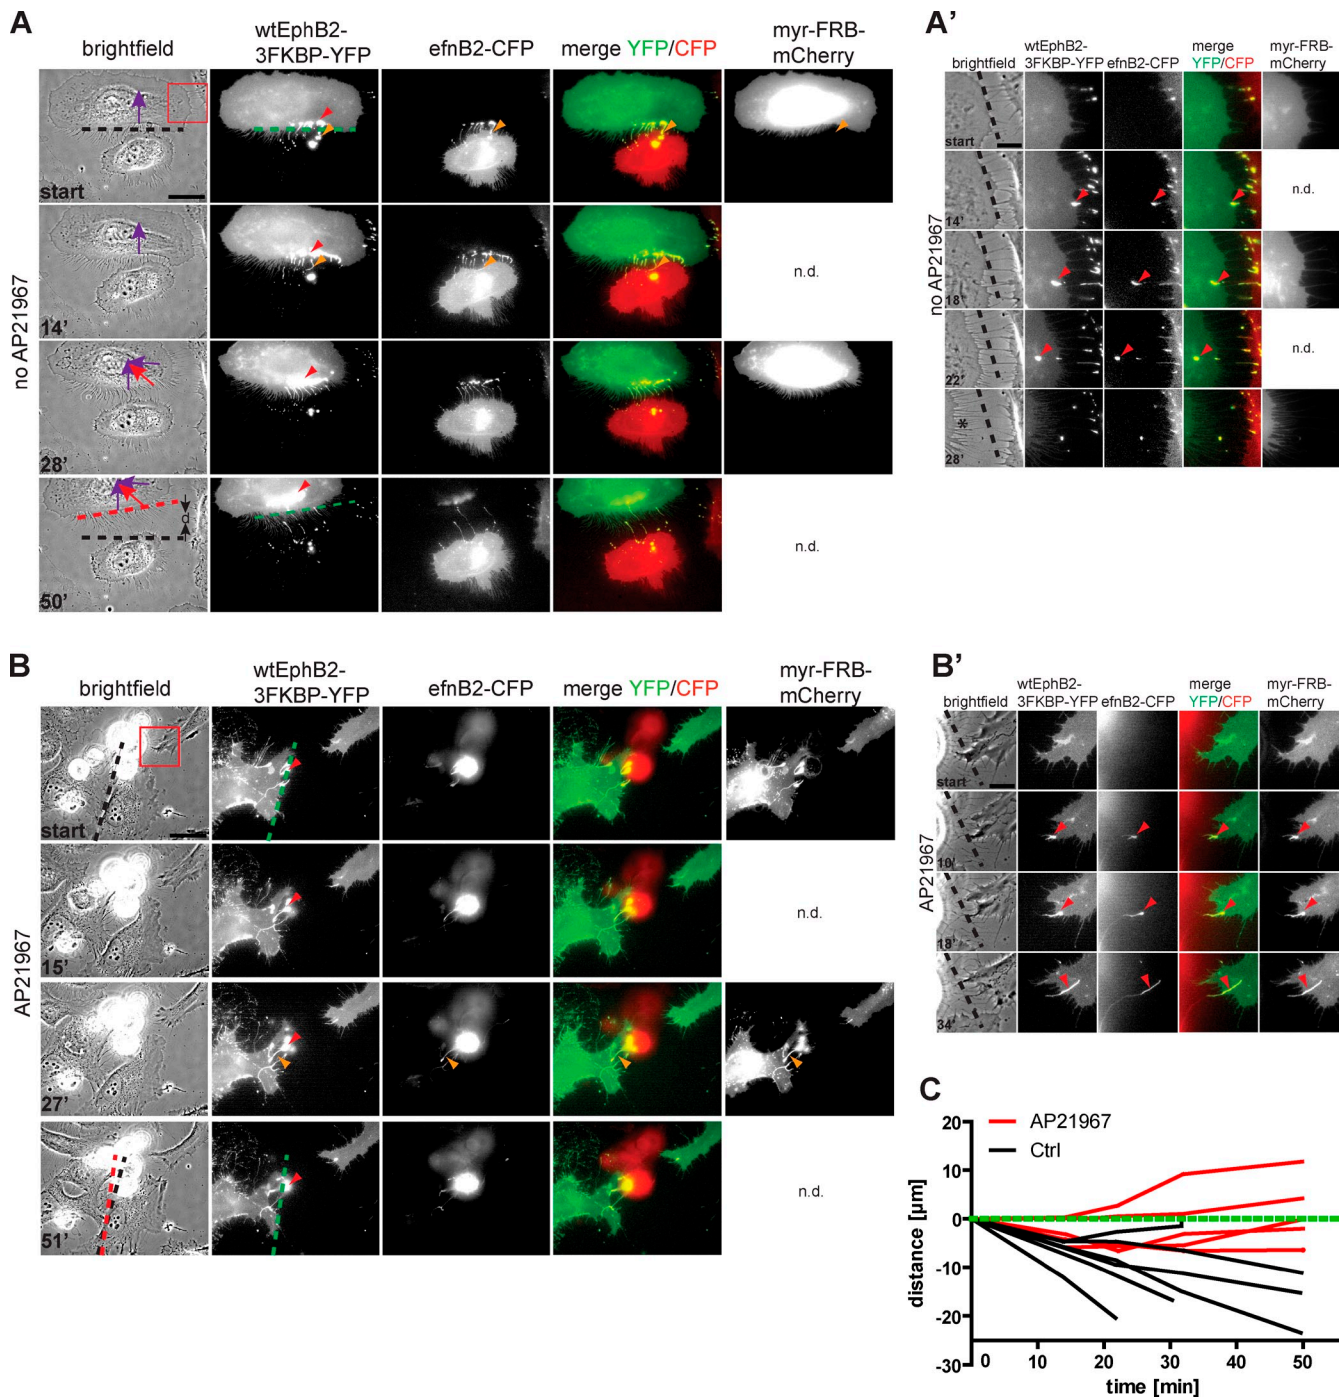 A
brightfield
wtEphB2-
3FKBP-YFP
efnB2-CFP
merge YFP/CFP
myr-FRB-
mCherry
no AP21967
start
14'
n.d.
28'
d
50'
n.d.
A'
brightfield
wtEphB2-
3FKBP-YFP
efnB2-CFP
merge
YFP/CFP
myr-FRB-
mCherry
no AP21967
start
14'
n.d.
18'
22'
n.d.
*
28'
B
brightfield
wtEphB2-
3FKBP-YFP
efnB2-CFP
merge YFP/CFP
myr-FRB-
mCherry
AP21967
start
15'
n.d.
27'
51'
n.d.
B'
brightfield
wtEphB2-
3FKBP-YFP
efnB2-CFP
merge
YFP/CFP
myr-FRB-
mCherry
AP21967
start
10'
18'
34'
C
AP21967
Ctrl
distance [µm]
20
10
0
-10
-20
-30
0 10 20 30 40 50
time [min]